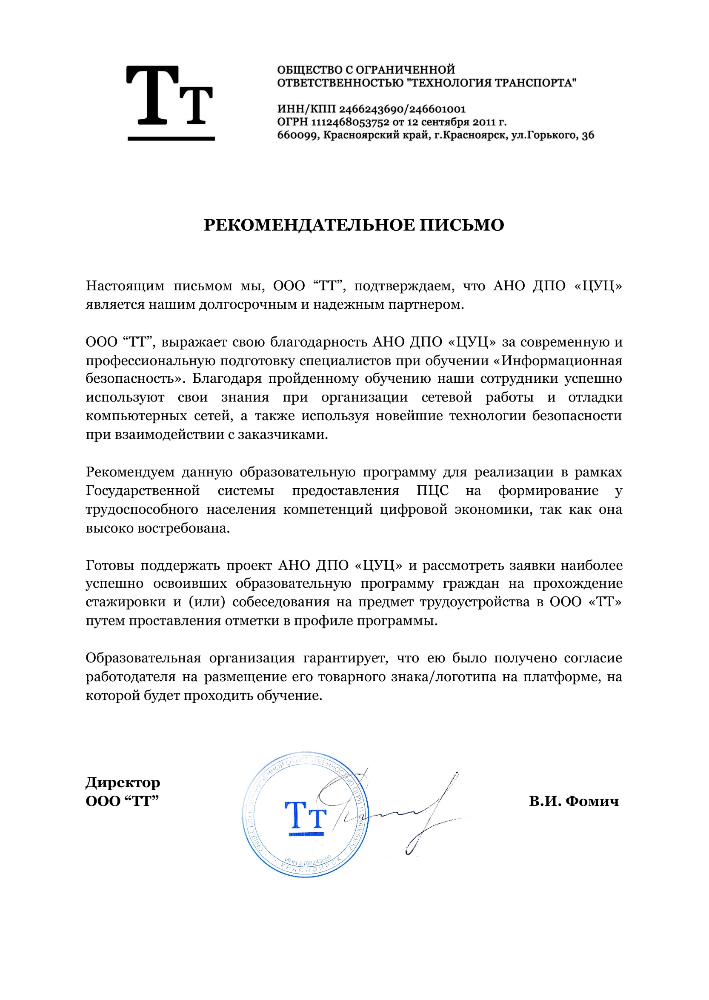 Тт
ОБЩЕСТВО С ОГРАНИЧЕННОЙ
ОТВЕТСТВЕННОСТЬЮ "ТЕХНОЛОГИЯ ТРАНСПОРТА"
ИНН/КПП 2466243690/246601001
ОГРН 1112468053752 от 12 сентября 2011 г.
660099, Красноярский край, г.Красноярск, ул.Горького, 36
РЕКОМЕНДАТЕЛЬНОЕ ПИСЬМО
Настоящим письмом мы, ООО “ТТ”, подтверждаем, что АНО ДПО «ЦУЦ»
является нашим долгосрочным и надежным партнером.
ООО “ТТ”, выражает свою благодарность АНО ДПО «ЦУЦ» за современную и
профессиональную подготовку специалистов при обучении «Информационная
безопасность». Благодаря пройденному обучению наши сотрудники успешно
используют свои знания при организации сетевой работы и отладки
компьютерных сетей, а также используя новейшие технологии безопасности
при взаимодействии с заказчиками.
Рекомендуем данную образовательную программу для реализации в рамках
Государственной системы предоставления ПЦС на формирование у
трудоспособного населения компетенций цифровой экономики, так как она
высоко востребована.
Готовы поддержать проект АНО ДПО «ЦУЦ» и рассмотреть заявки наиболее
успешно освоивших образовательную программу граждан на прохождение
стажировки и (или) собеседования на предмет трудоустройства в ООО «ТТ»
путем проставления отметки в профиле программы.
Образовательная организация гарантирует, что ею было получено согласие
работодателя на размещение его товарного знака/логотипа на платформе, на
которой будет проходить обучение.
Директор
ООО “ТТ”
ОБЩЕСТВО С ОГРАНИЧЕННОЙ ОТВЕТСТВЕННОСТЬЮ ОГРН 1112468053752
Тт
ИНН 2466243690
г. КРАСНОЯРСК
В.И. Фомич